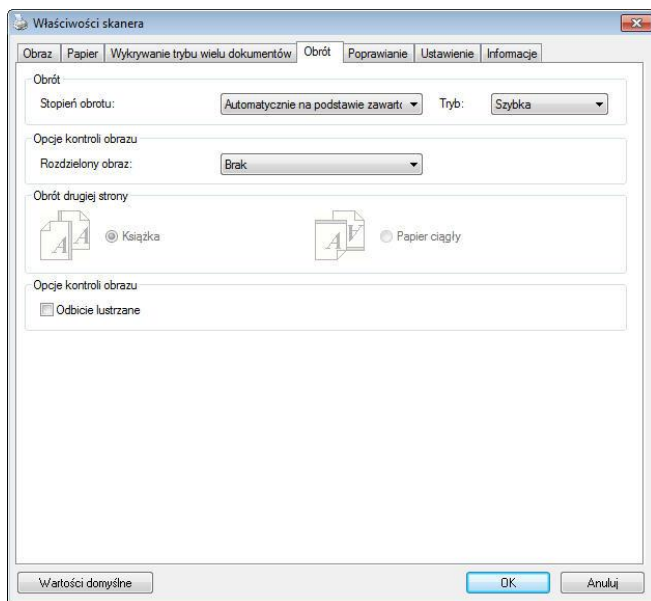 Właściwości skanera
Obraz Papier Wykrywanie trybu wielu dokumentów Obrót Poprawianie Ustawienie Informacje
Obrót
Stopień obrotu: Automatycznie na podstawie zawartc Tryb: Szybka
Opcje kontroli obrazu
Rozdzielony obraz: Brak
Obrót drugiej strony
A A Książka A A Papier ciągły
Opcje kontroli obrazu
Odbicie lustrzane
Wartości domyślne OK Anuluj